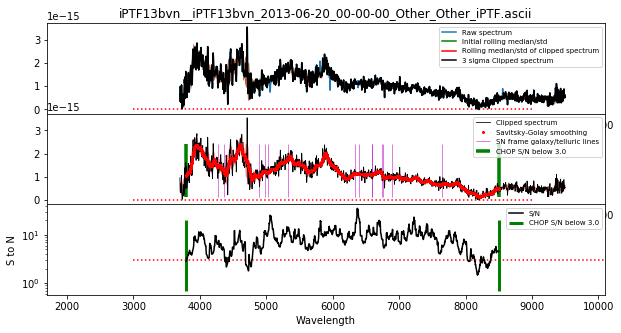 iPTF13bvn__iPTF13bvn_2013-06-20_00-00-00_Other_Other_iPTF.ascii
1e−15
3
2
1
0
Raw spectrum
Initial rolling median/std
Rolling median/std of clipped spectrum
3 sigma Clipped spectrum
1e−15
10000
3
2
1
0
Clipped spectrum
Savitsky-Golay smoothing
SN frame galaxy/telluric lines
CHOP S/N below 3.0
S to N
10¹
10⁰
S/N
CHOP S/N below 3.0
2000 3000 4000 5000 6000 7000 8000 9000 10000
Wavelength